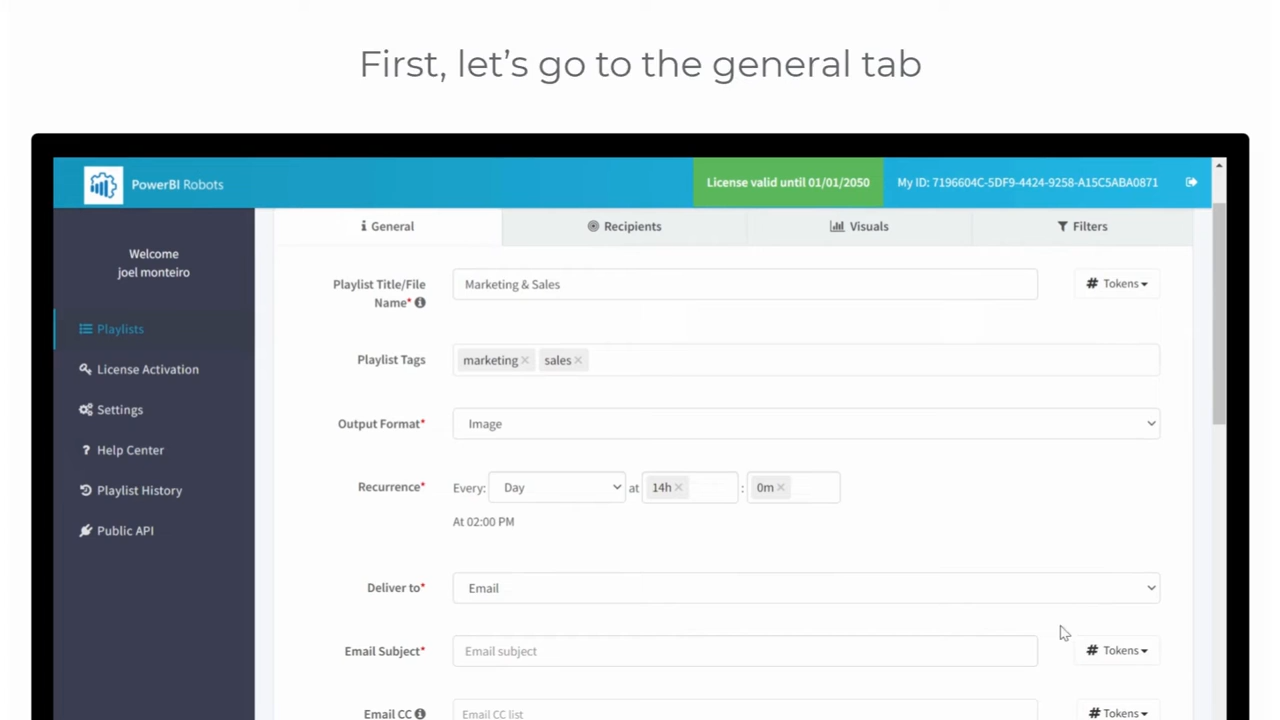 First, let's go to the general tab
PowerBI Robots
License valid until 01/01/2050
My ID: 7196604C-5DF9-4424-9258-A15C5ABA0871
Welcome
joel monteiro
Playlists
License Activation
Settings
Help Center
Playlist History
Public API
General
Recipients
Visuals
Filters
Playlist Title/File
Name*
Marketing & Sales
# Tokens
Playlist Tags
marketing × sales ×
Output Format*
Image
Recurrence*
Every: Day at 14h × : 0m ×
At 02:00 PM
Deliver to*
Email
Email Subject*
Email subject
# Tokens
Email CC
Email CC list
# Tokens